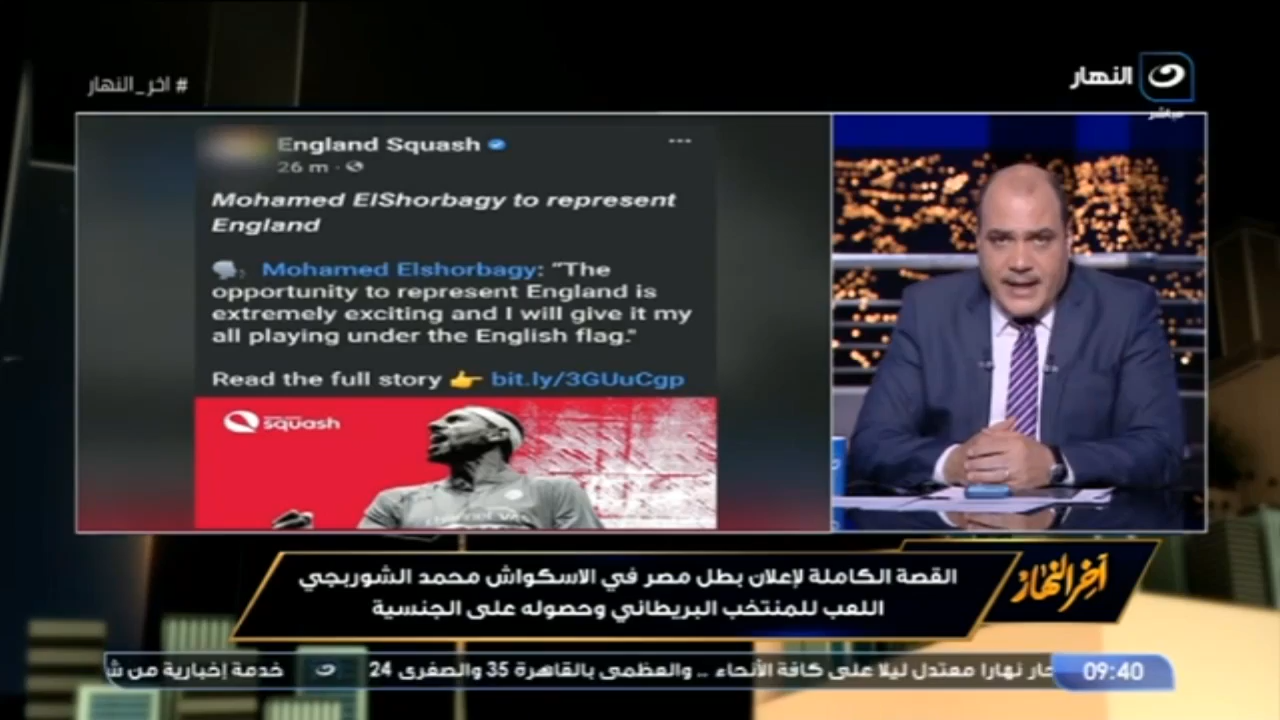 # اخر_النهار
النهار
مباشر
England Squash
26 m
Mohamed ElShorbagy to represent
England
Mohamed Elshorbagy: "The
opportunity to represent England is
extremely exciting and I will give it my
all playing under the English flag."
Read the full story 👉 bit.ly/3GUuCgp
squash
آخر النهار
القصة الكاملة لإعلان بطل مصر في الاسكواش محمد الشوربجي
اللعب للمنتخب البريطاني وحصوله على الجنسية
09:40
حار نهارا معتدل ليلا على كافة الأنحاء .. والعظمى بالقاهرة 35 والصغرى 24
خدمة إخبارية من